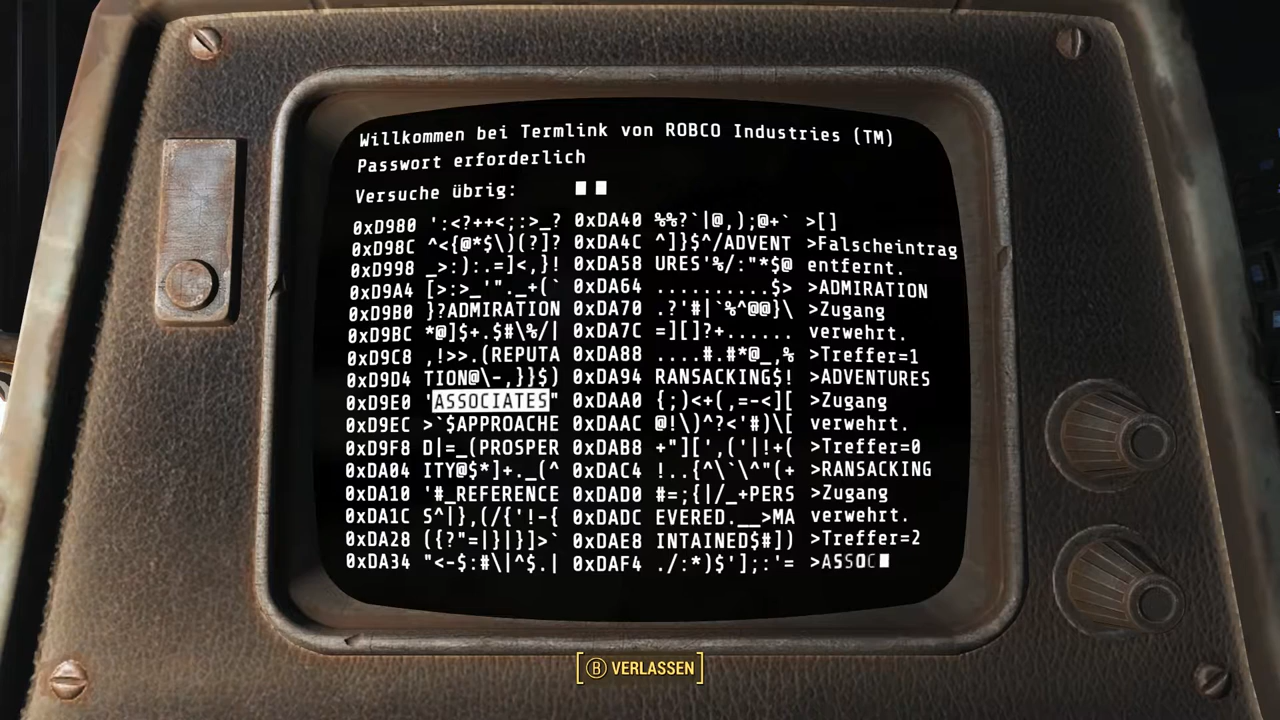 Willkommen bei Termlink von ROBCO Industries (TM)
Passwort erforderlich
Versuche übrig: ■ ■
0xD980 ':<?++<;:>_? 0xDA40 %%?`|@,);@+` >[]
0xD98C ^<{@*$\)(?]? 0xDA4C ^]}$^/ADVENT >Falscheintrag
0xD998 _>:):.=]<,}! 0xDA58 URES'%/:"*$@ entfernt.
0xD9A4 [>:>_'"._+(` 0xDA64 ..........$> >ADMIRATION
0xD9B0 }?ADMIRATION 0xDA70 .?'#|`%^@@}\ >Zugang
0xD9BC *@]$+.$#\%/| 0xDA7C =][]?+...... verwehrt.
0xD9C8 ,!>>.(REPUTA 0xDA88 ....#.#*@_,% >Treffer=1
0xD9D4 TION@\-,}}$) 0xDA94 RANSACKING$! >ADVENTURES
0xD9E0 'ASSOCIATES" 0xDAA0 {;)<+(,=-<][ >Zugang
0xD9EC >`$APPROACHE 0xDAAC @!\)^?<'#)\[ verwehrt.
0xD9F8 D|=_(PROSPER 0xDAB8 +"][',('|!+( >Treffer=0
0xDA04 ITY@$*]+._(^ 0xDAC4 !..{^\`\^"(+ >RANSACKING
0xDA10 '#_REFERENCE 0xDAD0 #=;{|/_+PERS >Zugang
0xDA1C S^|},(/{'!-{ 0xDADC EVERED.__>MA verwehrt.
0xDA28 ({?"=|}|}]>` 0xDAE8 INTAINED$#]) >Treffer=2
0xDA34 "<-$:#\|^$.| 0xDAF4 ./:*)$'];:'= >ASSOC■
[Ⓑ VERLASSEN]